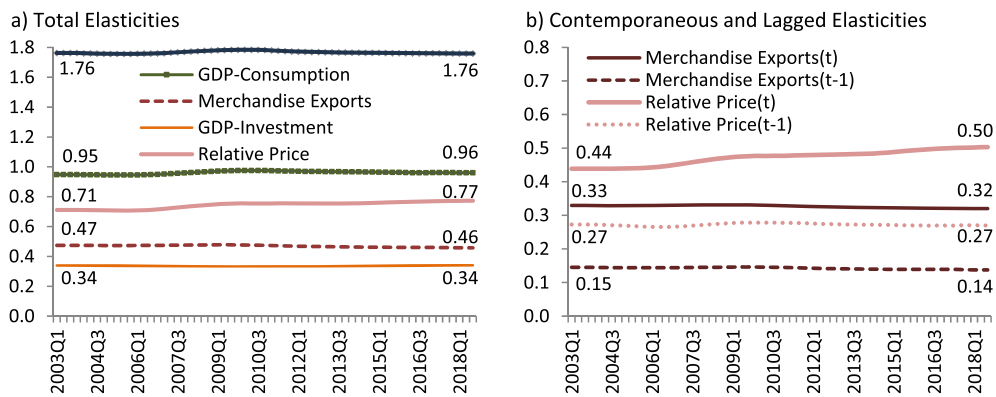 a) Total Elasticities
1.8
1.6
1.4
1.2
1.0
0.8
0.6
0.4
0.2
0.0
1.76
1.76
GDP-Consumption
Merchandise Exports
GDP-Investment
Relative Price
0.95
0.96
0.71
0.77
0.47
0.46
0.34
0.34
2003Q1
2004Q3
2006Q1
2007Q3
2009Q1
2010Q3
2012Q1
2013Q3
2015Q1
2016Q3
2018Q1
b) Contemporaneous and Lagged Elasticities
0.8
0.7
0.6
0.5
0.4
0.3
0.2
0.1
0.0
Merchandise Exports(t)
Merchandise Exports(t-1)
Relative Price(t)
Relative Price(t-1)
0.44
0.50
0.33
0.32
0.27
0.27
0.15
0.14
2003Q1
2004Q3
2006Q1
2007Q3
2009Q1
2010Q3
2012Q1
2013Q3
2015Q1
2016Q3
2018Q1